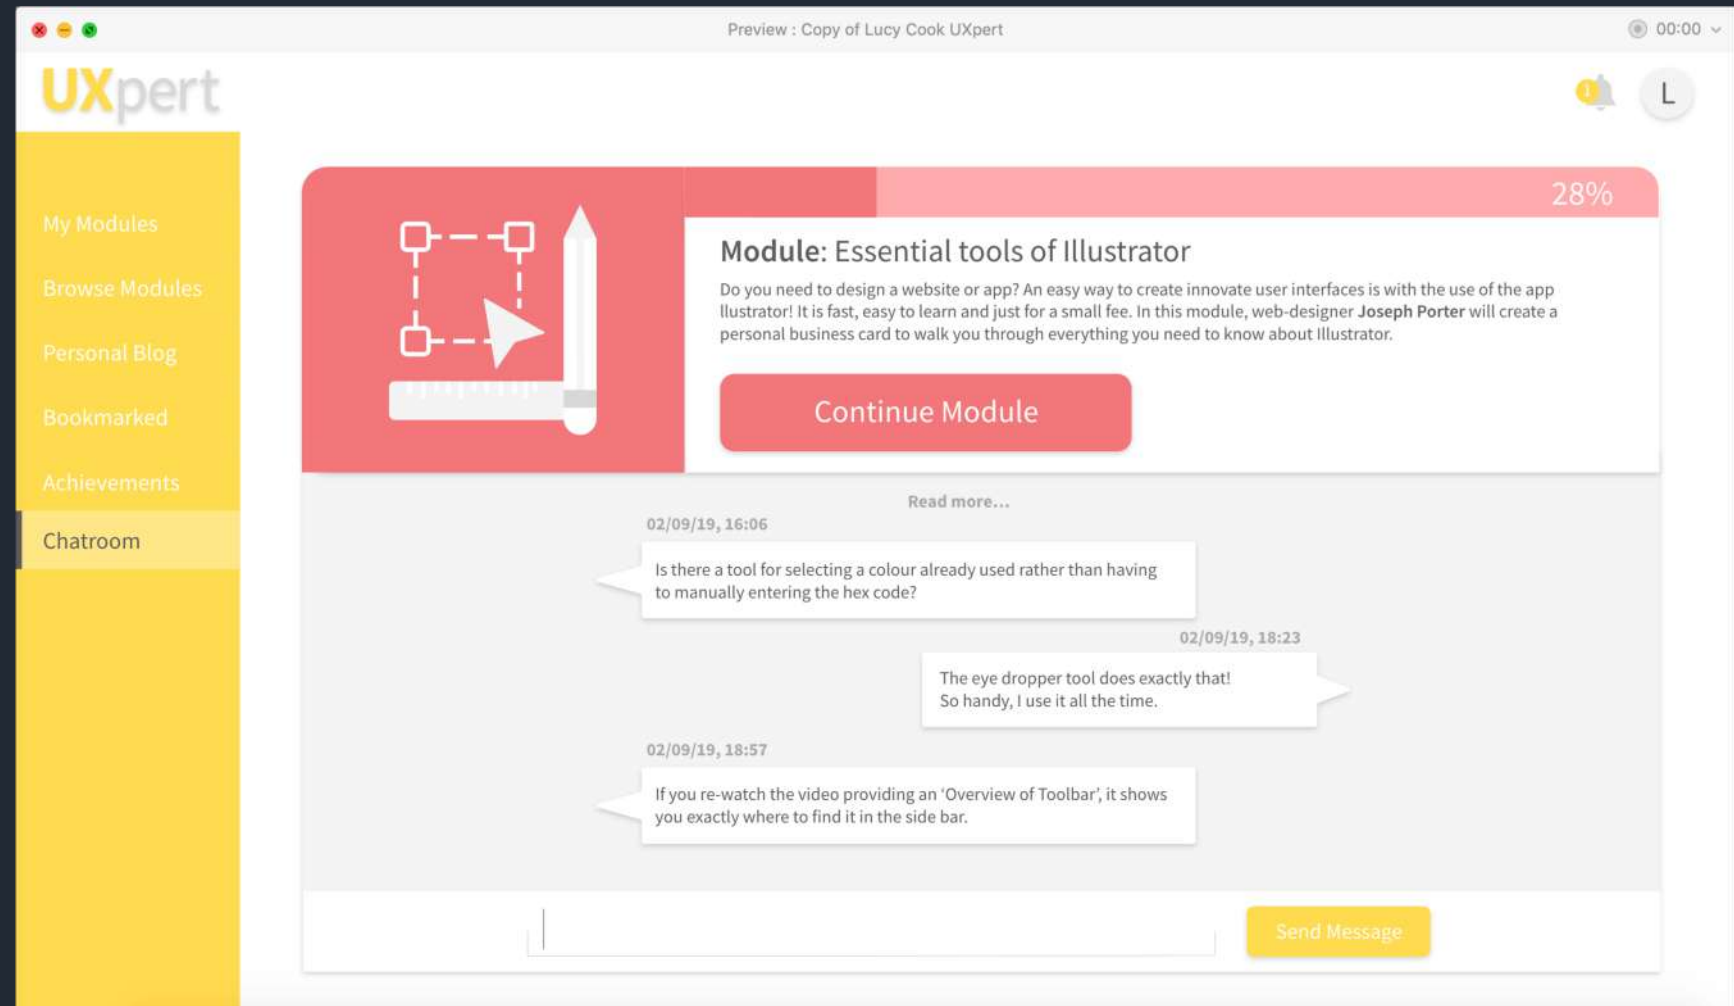 Preview : Copy of Lucy Cook UXpert
00:00
UXpert
1
L
My Modules
Browse Modules
Personal Blog
Bookmarked
Achievements
Chatroom
28%
Module: Essential tools of Illustrator
Do you need to design a website or app? An easy way to create innovate user interfaces is with the use of the app
llustrator! It is fast, easy to learn and just for a small fee. In this module, web-designer Joseph Porter will create a
personal business card to walk you through everything you need to know about Illustrator.
Continue Module
Read more...
02/09/19, 16:06
Is there a tool for selecting a colour already used rather than having
to manually entering the hex code?
02/09/19, 18:23
The eye dropper tool does exactly that!
So handy, I use it all the time.
02/09/19, 18:57
If you re-watch the video providing an ‘Overview of Toolbar’, it shows
you exactly where to find it in the side bar.
Send Message